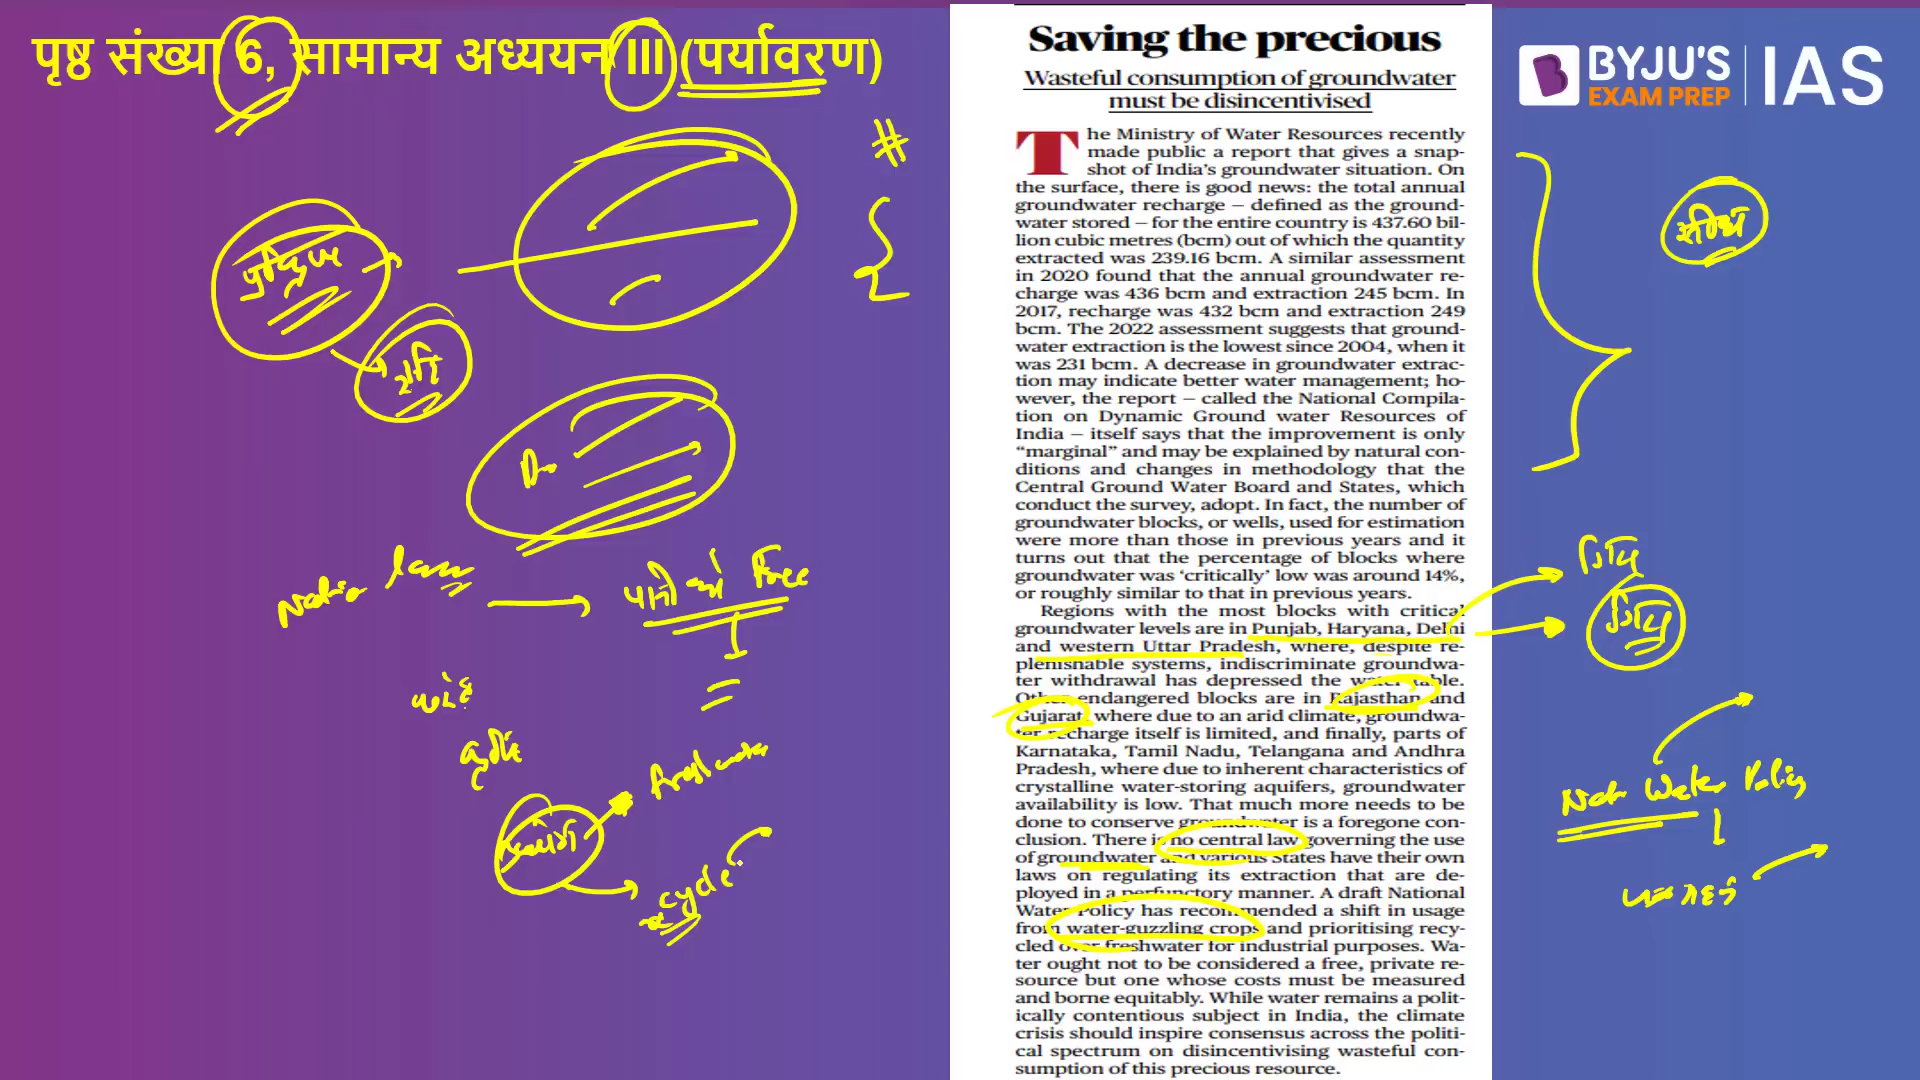 पृष्ठ संख्या 6, सामान्य अध्ययन III (पर्यावरण)
BYJU'S
EXAM PREP
IAS
Saving the precious
Wasteful consumption of groundwater
must be disincentivised
The Ministry of Water Resources recently
made public a report that gives a snap-
shot of India's groundwater situation. On
the surface, there is good news: the total annual
groundwater recharge – defined as the ground-
water stored – for the entire country is 437.60 bil-
lion cubic metres (bcm) out of which the quantity
extracted was 239.16 bcm. A similar assessment
in 2020 found that the annual groundwater re-
charge was 436 bcm and extraction 245 bcm. In
2017, recharge was 432 bcm and extraction 249
bcm. The 2022 assessment suggests that ground-
water extraction is the lowest since 2004, when it
was 231 bcm. A decrease in groundwater extrac-
tion may indicate better water management; ho-
wever, the report – called the National Compila-
tion on Dynamic Ground water Resources of
India – itself says that the improvement is only
“marginal” and may be explained by natural con-
ditions and changes in methodology that the
Central Ground Water Board and States, which
conduct the survey, adopt. In fact, the number of
groundwater blocks, or wells, used for estimation
were more than those in previous years and it
turns out that the percentage of blocks where
groundwater was ‘critically’ low was around 14%,
or roughly similar to that in previous years.
Regions with the most blocks with critical
groundwater levels are in Punjab, Haryana, Delhi
and western Uttar Pradesh, where, despite re-
plenishable systems, indiscriminate groundwa-
ter withdrawal has depressed the water table.
Other endangered blocks are in Rajasthan and
Gujarat, where due to an arid climate, groundwa-
ter recharge itself is limited, and finally, parts of
Karnataka, Tamil Nadu, Telangana and Andhra
Pradesh, where due to inherent characteristics of
crystalline water-storing aquifers, groundwater
availability is low. That much more needs to be
done to conserve groundwater is a foregone con-
clusion. There is no central law governing the use
of groundwater and various States have their own
laws on regulating its extraction that are de-
ployed in a perfunctory manner. A draft National
Water Policy has recommended a shift in usage
from water-guzzling crops and prioritising recy-
cled over freshwater for industrial purposes. Wa-
ter ought not to be considered a free, private re-
source but one whose costs must be measured
and borne equitably. While water remains a polit-
ically contentious subject in India, the climate
crisis should inspire consensus across the politi-
cal spectrum on disincentivising wasteful con-
sumption of this precious resource.
#
law
Free
Water Policy
cycle